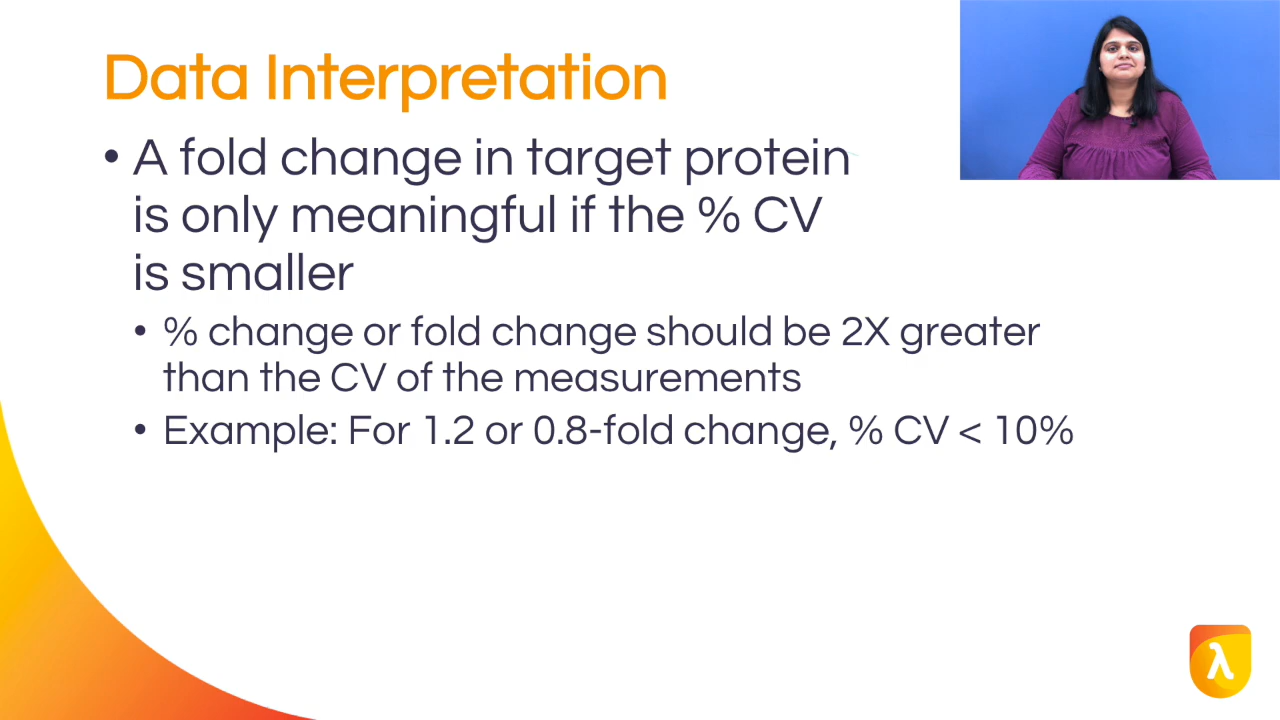 Data Interpretation
• A fold change in target protein
is only meaningful if the % CV
is smaller
• % change or fold change should be 2X greater
than the CV of the measurements
• Example: For 1.2 or 0.8-fold change, % CV < 10%
λ